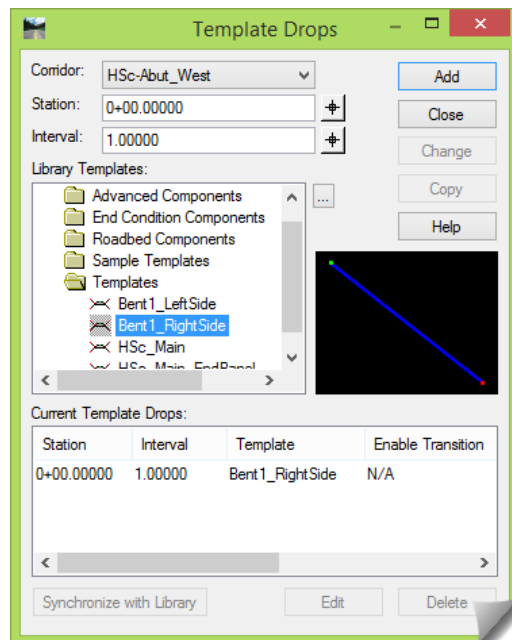 Template Drops
Corridor: HSc-Abut_West
Add
Station: 0+00.00000
Close
Interval: 1.00000
Change
Library Templates:
...
Copy
Advanced Components
End Condition Components
Help
Roadbed Components
Sample Templates
Templates
Bent1_LeftSide
Bent1_RightSide
HSc_Main
HSc_Main_EndPanel
Current Template Drops:
Station Interval Template Enable Transition
0+00.00000 1.00000 Bent1_RightSide N/A
Synchronize with Library Edit Delete